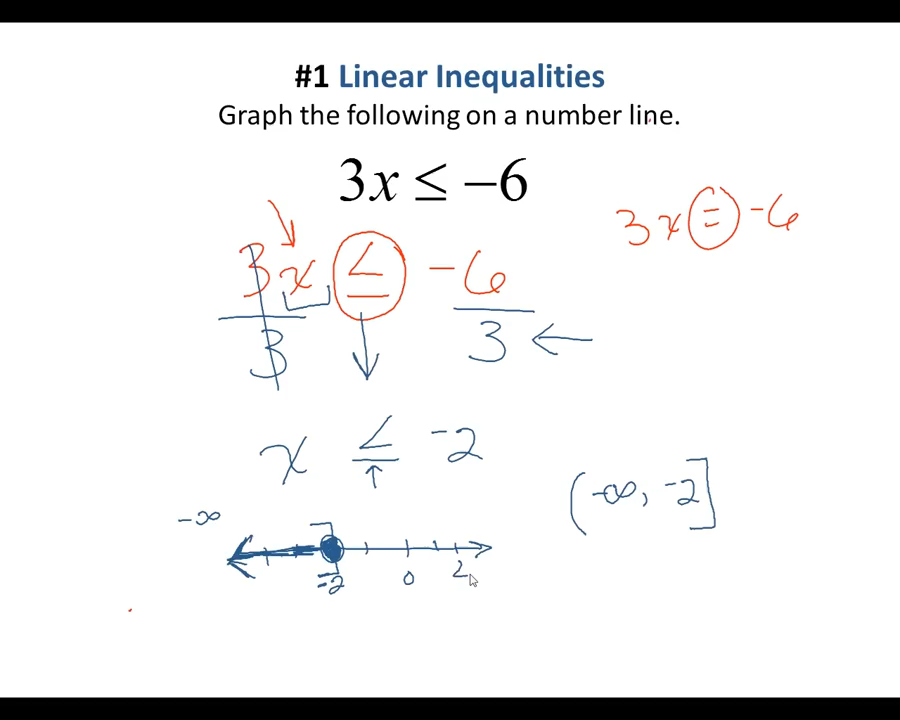 #1 Linear Inequalities
Graph the following on a number line.
3x ≤ −6
3x = -6
3x ≤ -6
3 3
x ≤ -2
(-∞, -2]
-∞
-2 0 2